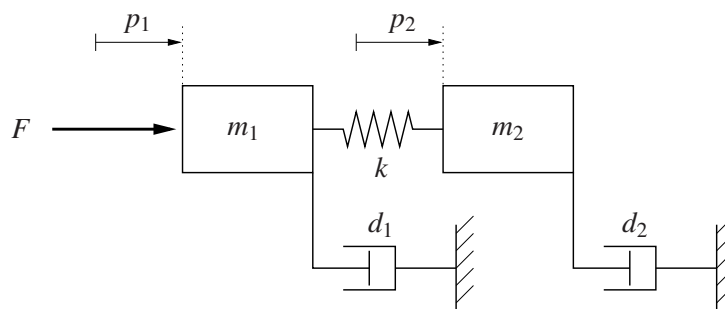 p₁ p₂
F m₁ k m₂
d₁ d₂